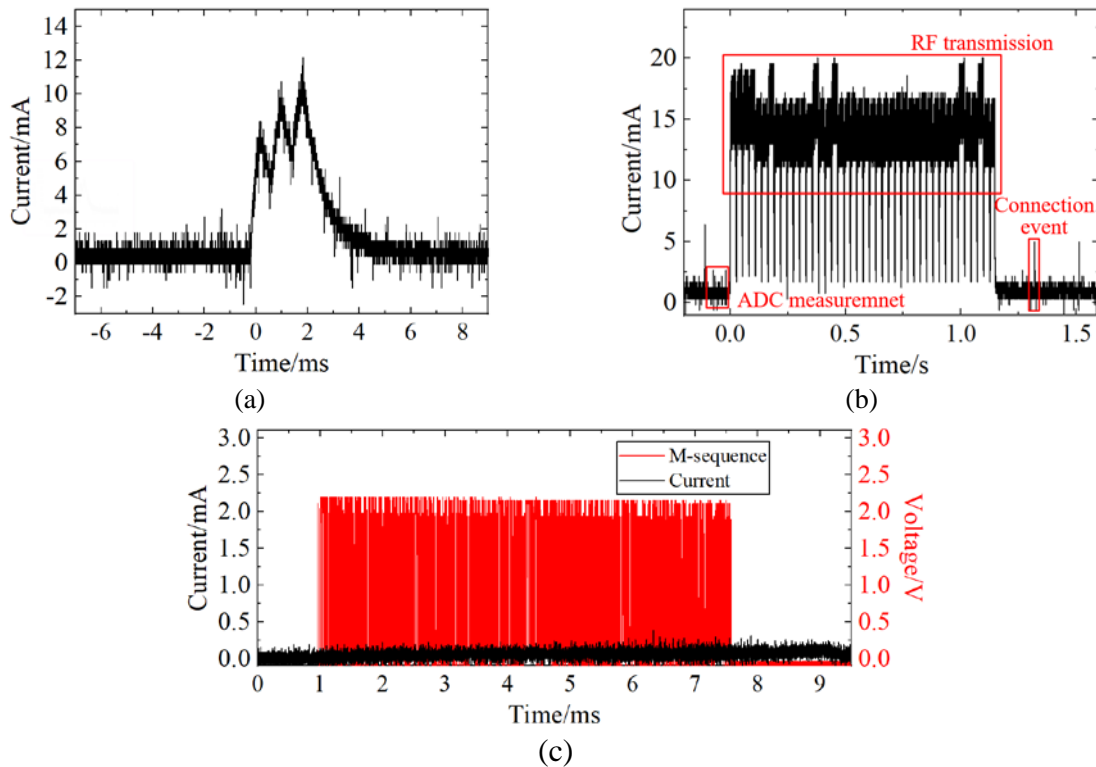 14
12
10
8
6
4
2
0
-2
Current/mA
-6 -4 -2 0 2 4 6 8
Time/ms
(a)
RF transmission
20
15
10
5
0
Current/mA
Connection
event
ADC measuremnet
0.0 0.5 1.0 1.5
Time/s
(b)
3.0
2.5
2.0
1.5
1.0
0.5
0.0
Current/mA
M-sequence
Current
3.0
2.5
2.0
1.5
1.0
0.5
0.0
Voltage/V
0 1 2 3 4 5 6 7 8 9
Time/ms
(c)